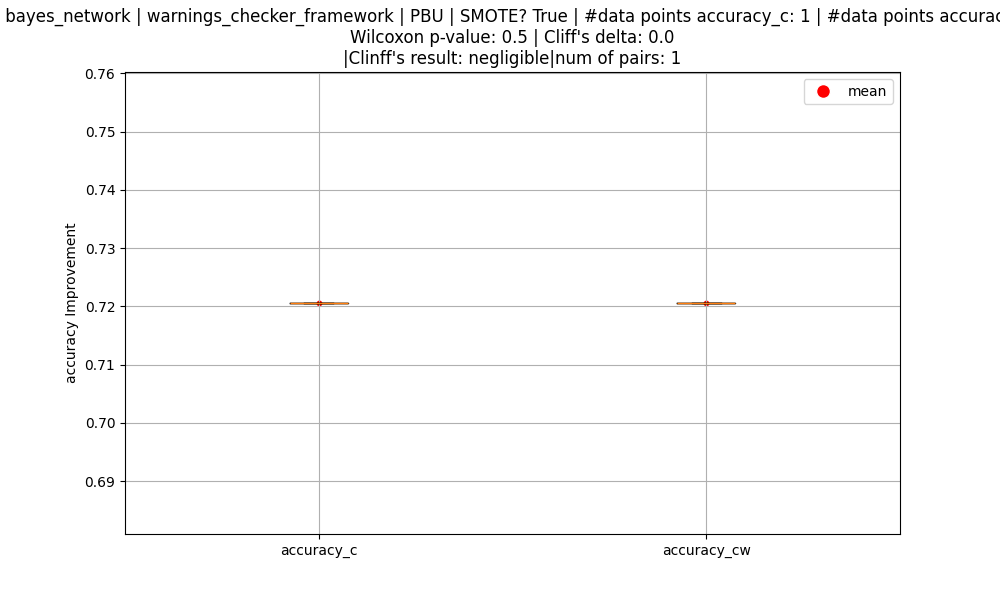 bayes_network | warnings_checker_framework | PBU | SMOTE? True | #data points accuracy_c: 1 | #data points
Wilcoxon p-value: 0.5 | Cliff's delta: 0.0
|Clinff's result: negligible|num of pairs: 1
mean
0.76
0.75
0.74
0.73
0.72
0.71
0.70
0.69
accuracy Improvement
accuracy_c
accuracy_cw